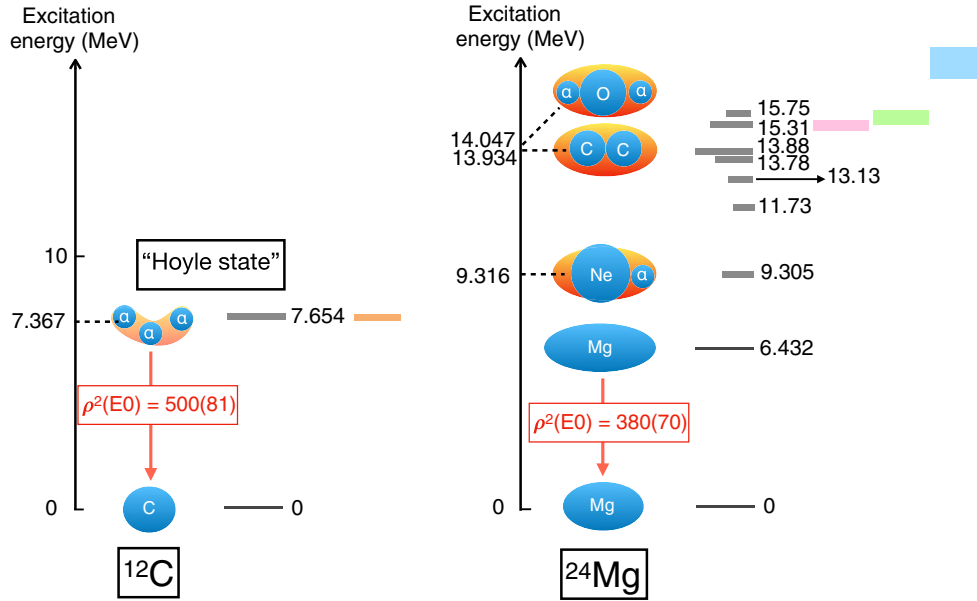 Excitation
energy (MeV)
10
"Hoyle state"
7.367
α
α
α
7.654
ρ²(E0) = 500(81)
0
C
0
¹²C
Excitation
energy (MeV)
α
O
α
14.047
13.934
C
C
15.75
15.31
13.88
13.78
13.13
11.73
9.316
Ne
α
9.305
Mg
6.432
ρ²(E0) = 380(70)
0
Mg
0
²⁴Mg